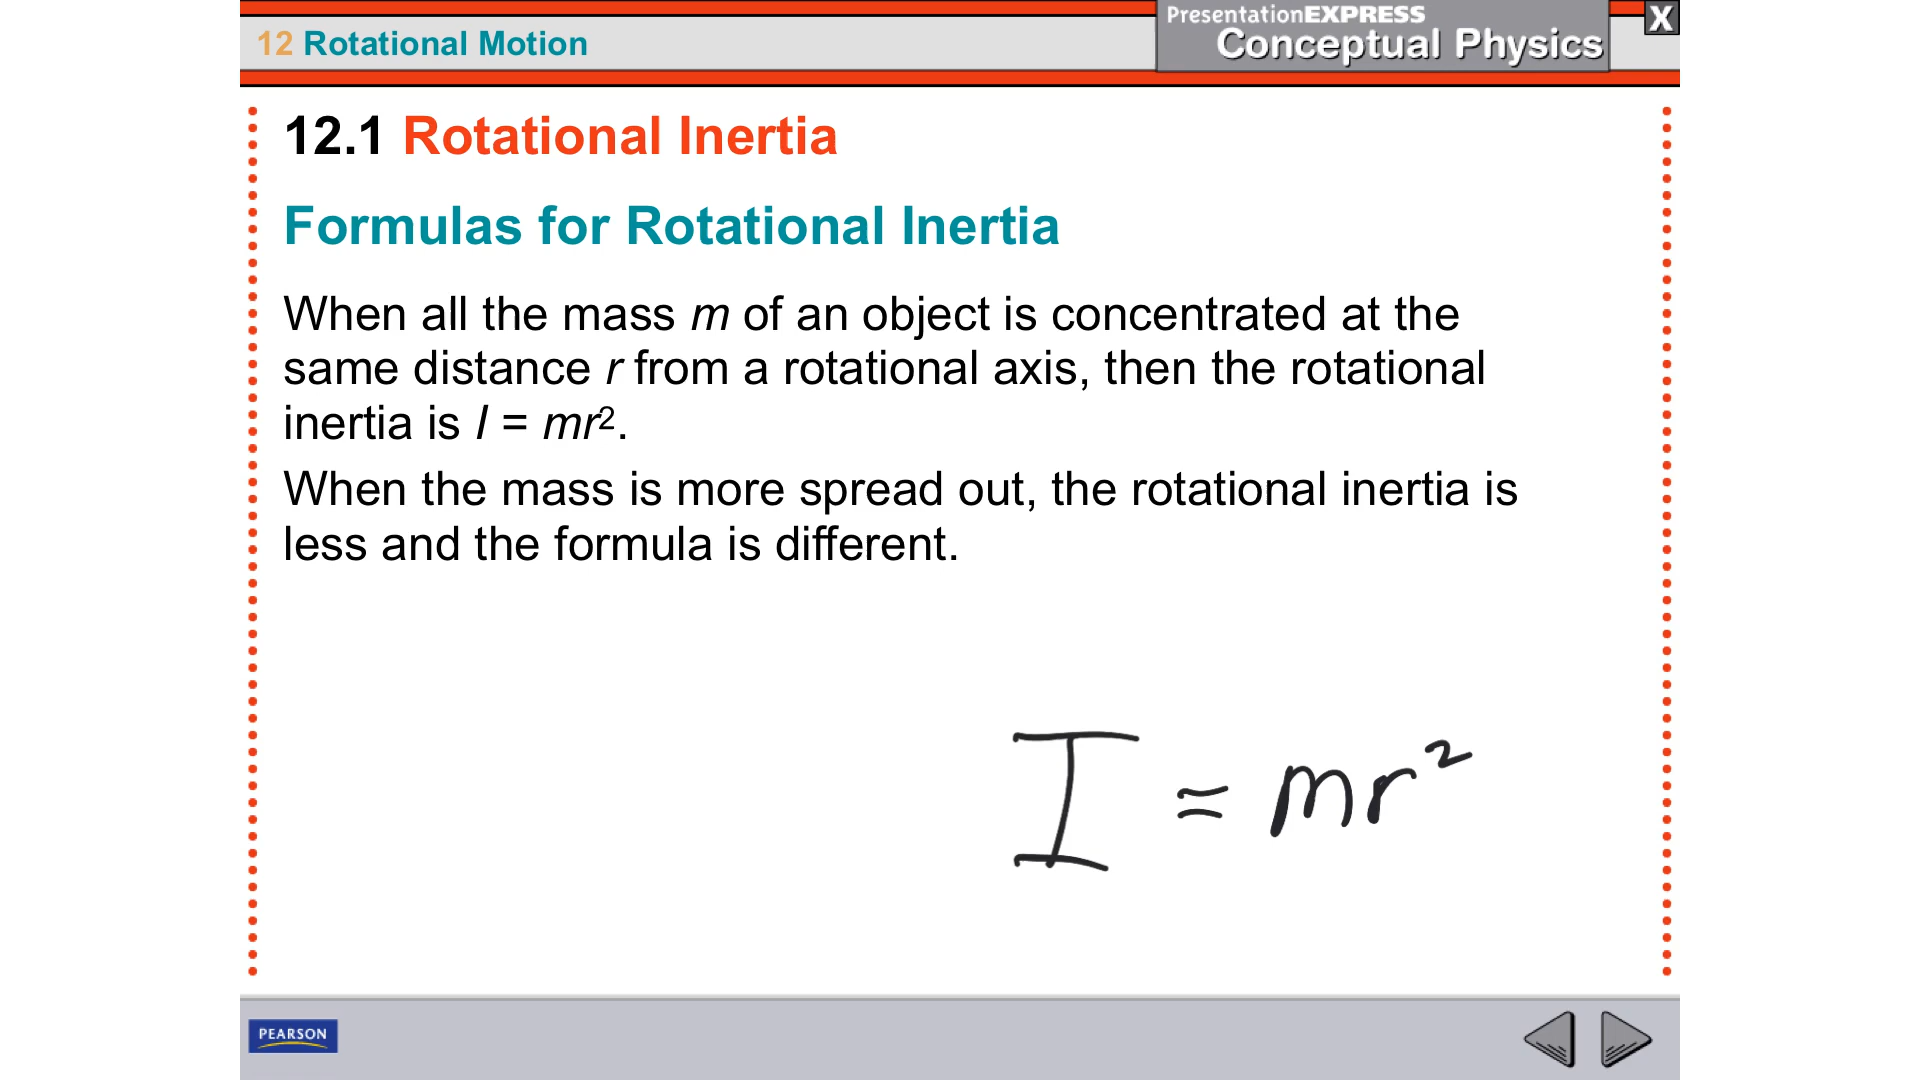 12 Rotational Motion
PresentationEXPRESS
Conceptual Physics
X
12.1 Rotational Inertia
Formulas for Rotational Inertia
When all the mass m of an object is concentrated at the
same distance r from a rotational axis, then the rotational
inertia is I = mr².
When the mass is more spread out, the rotational inertia is
less and the formula is different.
I = mr²
PEARSON